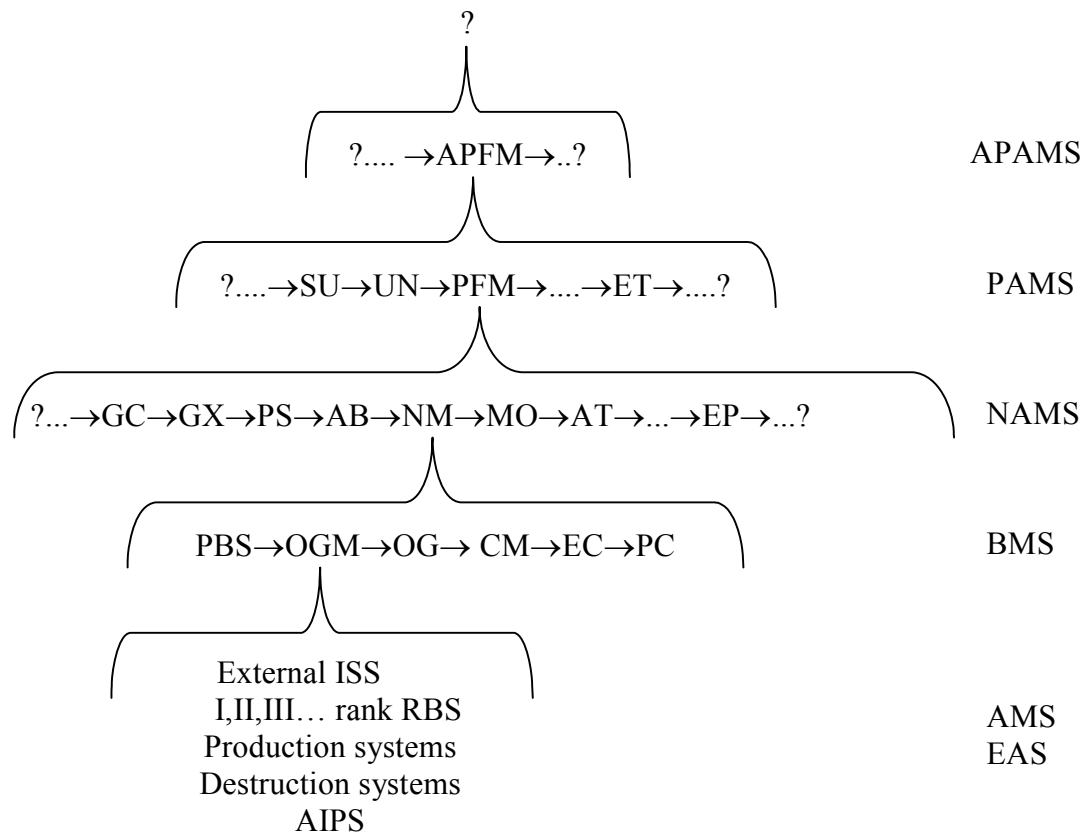 ?
?.... →APFM→..? APAMS
?....→SU→UN→PFM→....→ET→....? PAMS
?...→GC→GX→PS→AB→NM→MO→AT→...→EP→...? NAMS
PBS→OGM→OG→ CM→EC→PC BMS
External ISS
I,II,III… rank RBS
Production systems
Destruction systems
AIPS
AMS
EAS